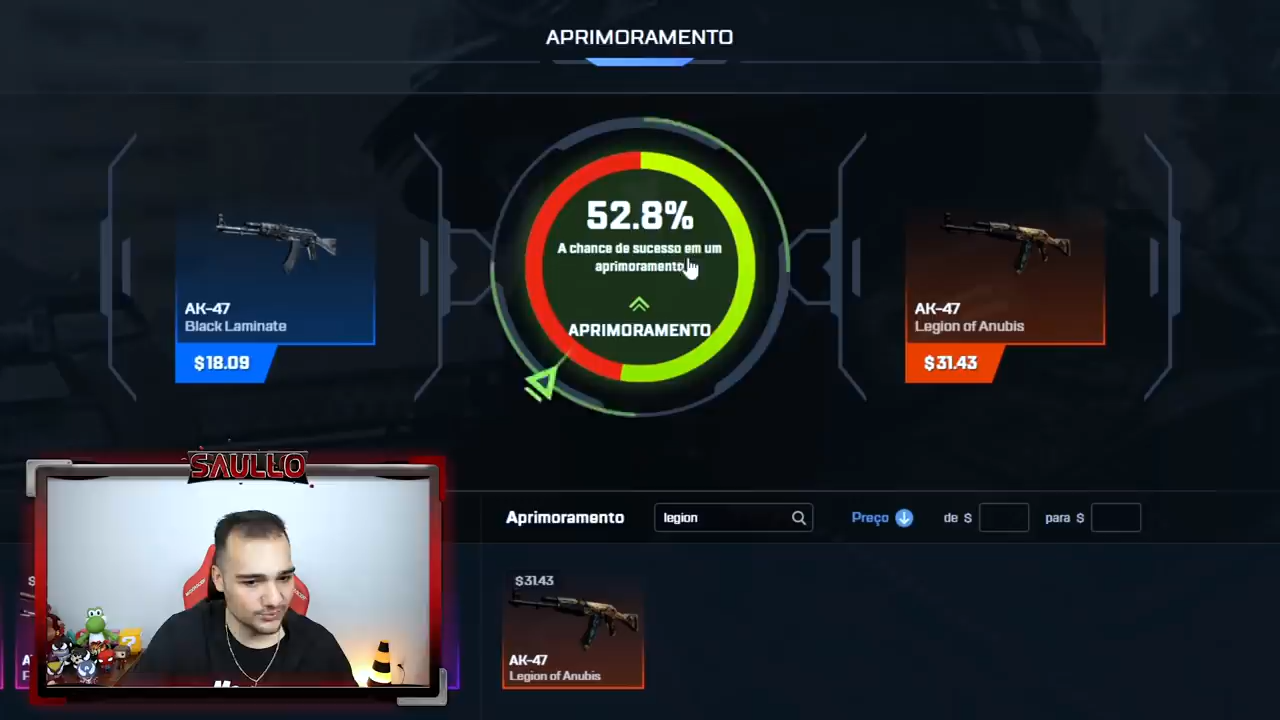 APRIMORAMENTO
52.8%
A chance de sucesso em um
aprimoramento
APRIMORAMENTO
AK-47
Black Laminate
$18.09
AK-47
Legion of Anubis
$31.43
SAULLO
Aprimoramento
legion
Preço
de $
para $
$31.43
AK-47
Legion of Anubis